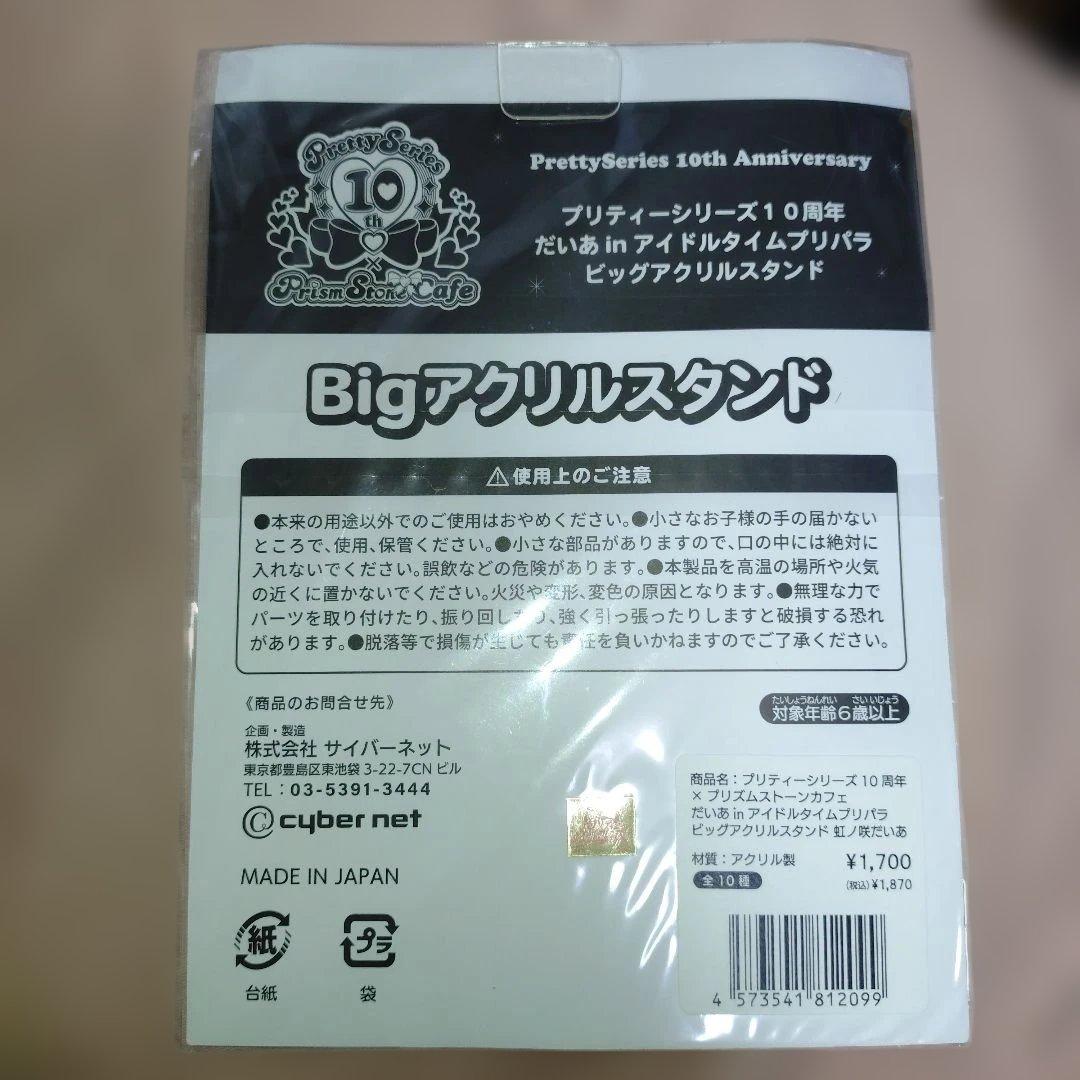 Pretty Series
10
th
×
Prism Stone Cafe
PrettySeries 10th Anniversary
プリティーシリーズ１０周年
だいあ in アイドルタイムプリパラ
ビッグアクリルスタンド
Bigアクリルスタンド
⚠使用上のご注意
●本来の用途以外でのご使用はおやめください。●小さなお子様の手の届かない
ところで、使用、保管ください。●小さな部品がありますので、口の中には絶対に
入れないでください。誤飲などの危険があります。●本製品を高温の場所や火気
の近くに置かないでください。火災や変形、変色の原因となります。●無理な力で
パーツを取り付けたり、振り回したり、強く引っ張ったりしますと破損する恐れ
があります。●脱落等で損傷が生じても責任を負いかねますのでご了承ください。
《商品のお問合せ先》
企画・製造
株式会社 サイバーネット
東京都豊島区東池袋 3-22-7CN ビル
TEL：03-5391-3444
Ⓒ cyber net
MADE IN JAPAN
紙
台紙
プラ
袋
たいしょうねんれい さいいじょう
対象年齢６歳以上
商品名：プリティーシリーズ 10 周年
× プリズムストーンカフェ
だいあ in アイドルタイムプリパラ
ビッグアクリルスタンド 虹ノ咲だいあ
材質：アクリル製 ¥1,700
全10種 (税込) ¥1,870
4 573541 812099